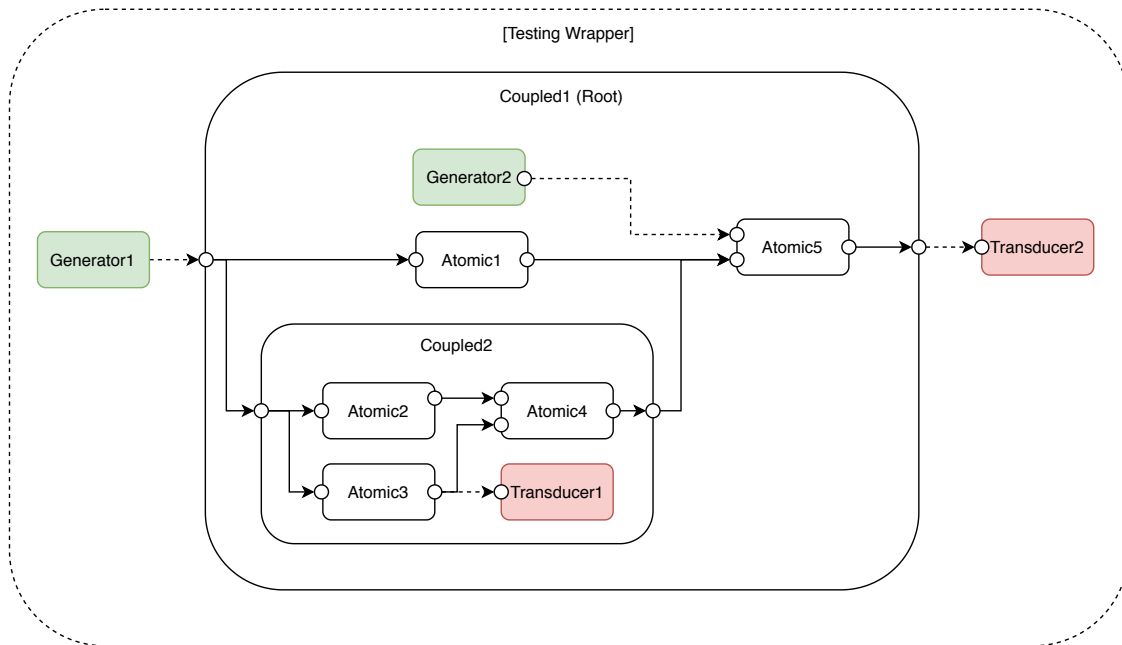 [Testing Wrapper]
Coupled1 (Root)
Generator2
Generator1
Atomic1
Atomic5
Transducer2
Coupled2
Atomic2
Atomic4
Atomic3
Transducer1